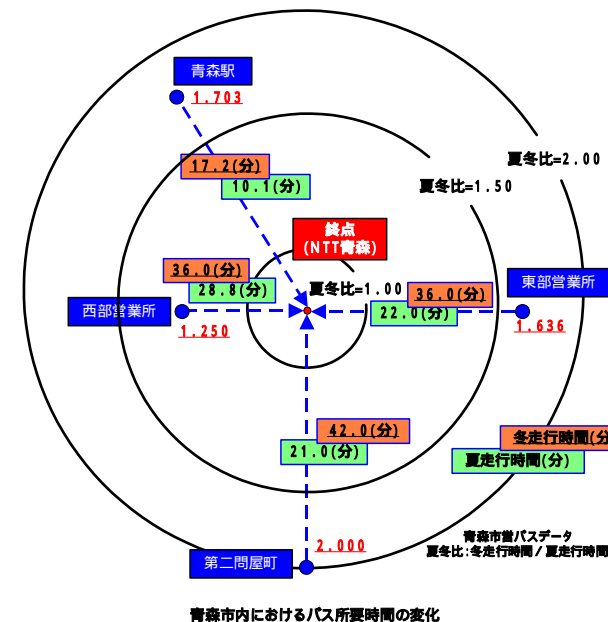 青森駅
1.703
夏冬比=2.00
17.2(分)
10.1(分)
夏冬比=1.50
終点
(NTT青森)
36.0(分)
28.8(分)
夏冬比=1.00
36.0(分)
22.0(分)
東部営業所
西部営業所
1.250
1.636
42.0(分)
21.0(分)
冬走行時間(分
夏走行時間(分)
2.000
第二問屋町
青森市営バスデータ
夏冬比:冬走行時間/夏走行時間
青森市内におけるバス所要時間の変化